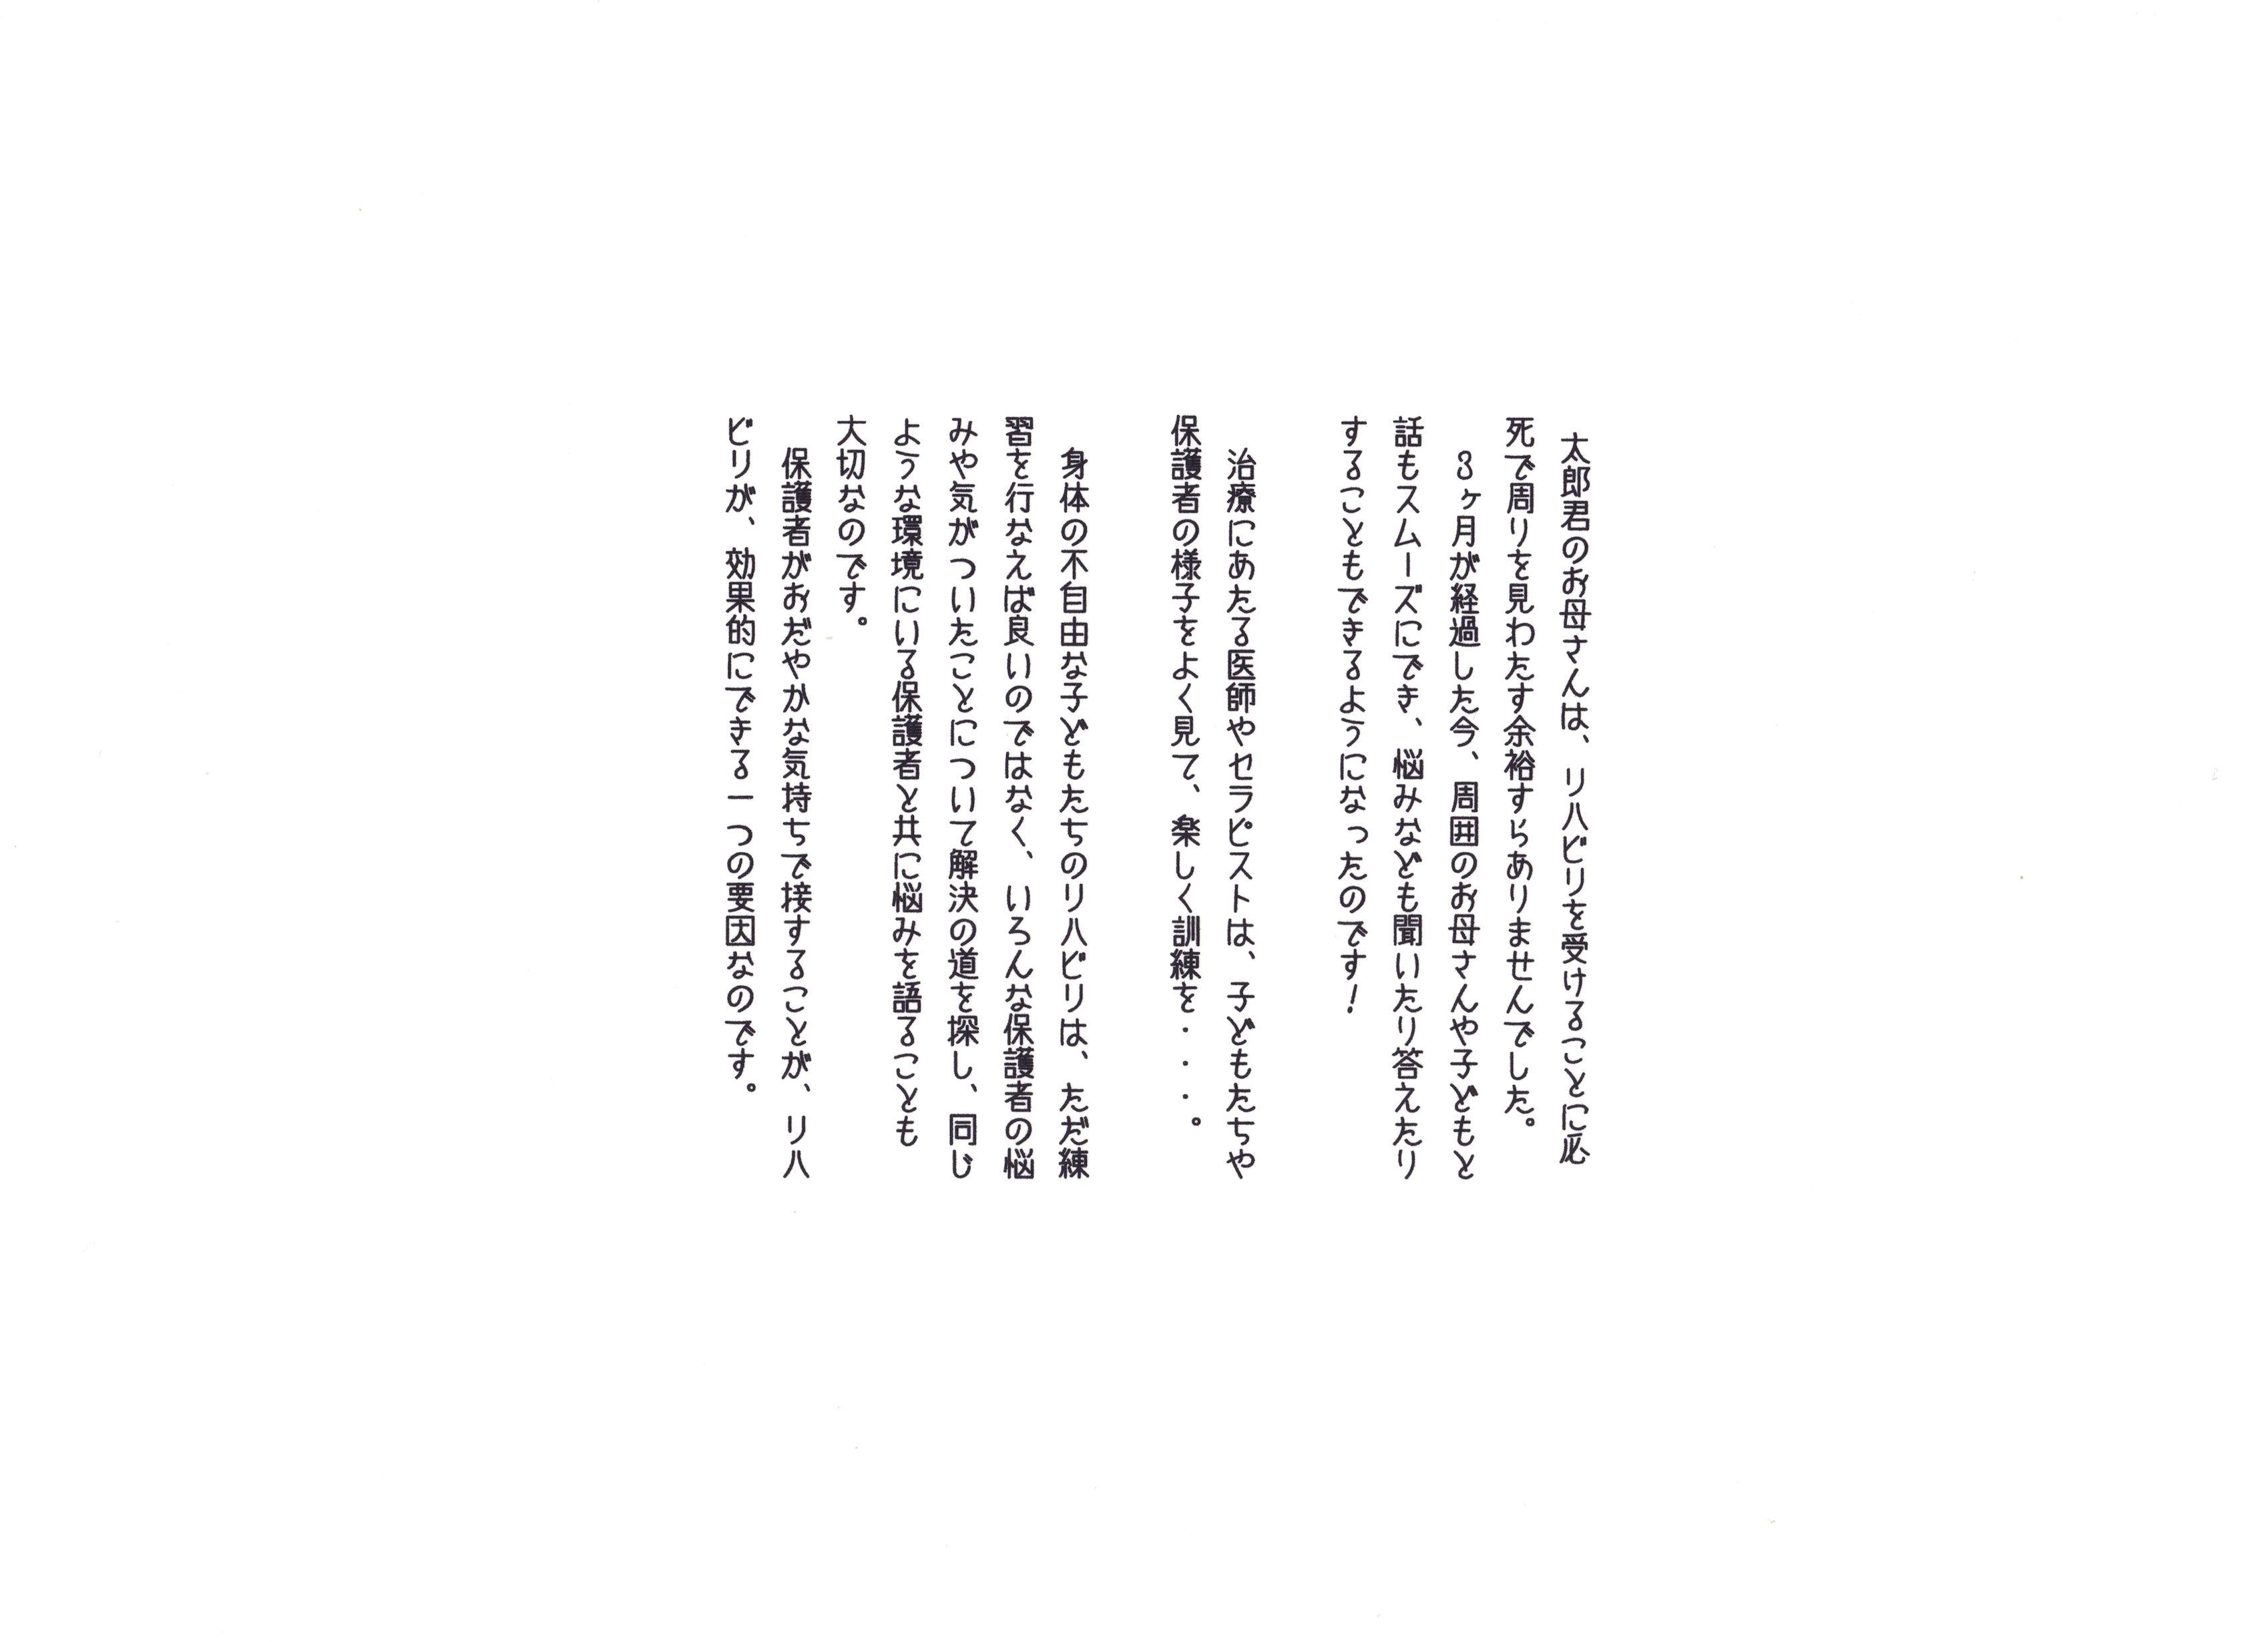 太郎君のお母さんは、リハビリを受けることに必
死で周りを見わたす余裕すらありませんでした。
3ヶ月が経過した今、周囲のお母さんや子どもと
話もスムーズにでき、悩みなども聞いたり答えたり
することもできるようになったのです！
治療にあたる医師やセラピストは、子どもたちや
保護者の様子をよく見て、楽しく訓練を・・・。
身体の不自由な子どもたちのリハビリは、ただ練
習を行なえば良いのではなく、いろんな保護者の悩
みや気がついたことについて解決の道を探し、同じ
ような環境にいる保護者と共に悩みを語ることも
大切なのです。
保護者がおだやかな気持ちで接することが、リハ
ビリが、効果的にできる一つの要因なのです。